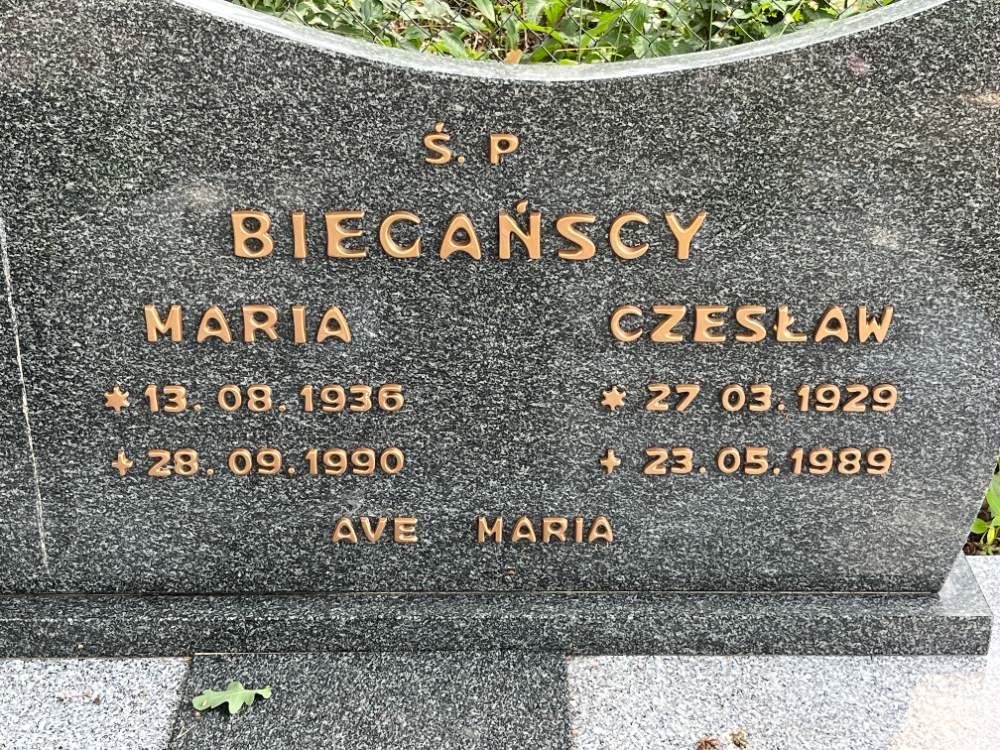 Ś. P
BIEGAŃSCY
MARIA CZESŁAW
* 13. 08. 1936 * 27 03. 1929
+ 28. 09. 1990 + 23. 05. 1989
AVE MARIA